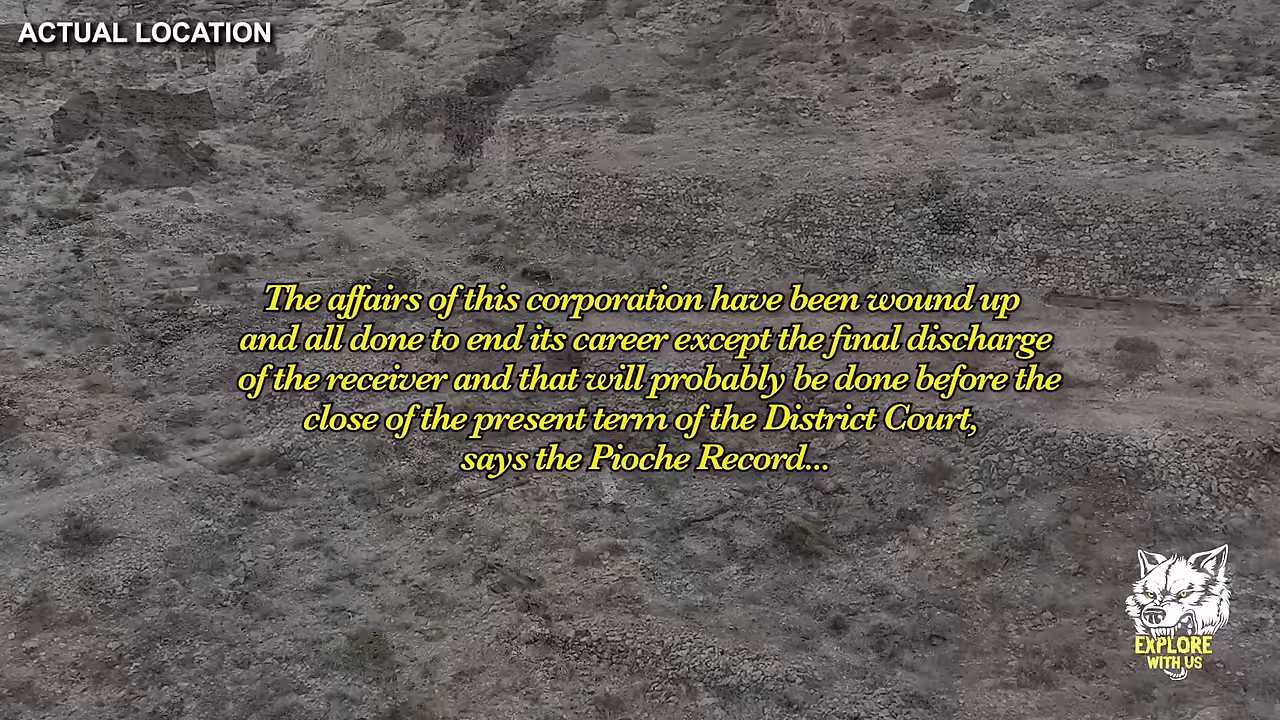 ACTUAL LOCATION
The affairs of this corporation have been wound up
and all done to end its career except the final discharge
of the receiver and that will probably be done before the
close of the present term of the District Court,
says the Pioche Record...
EXPLORE
WITH US